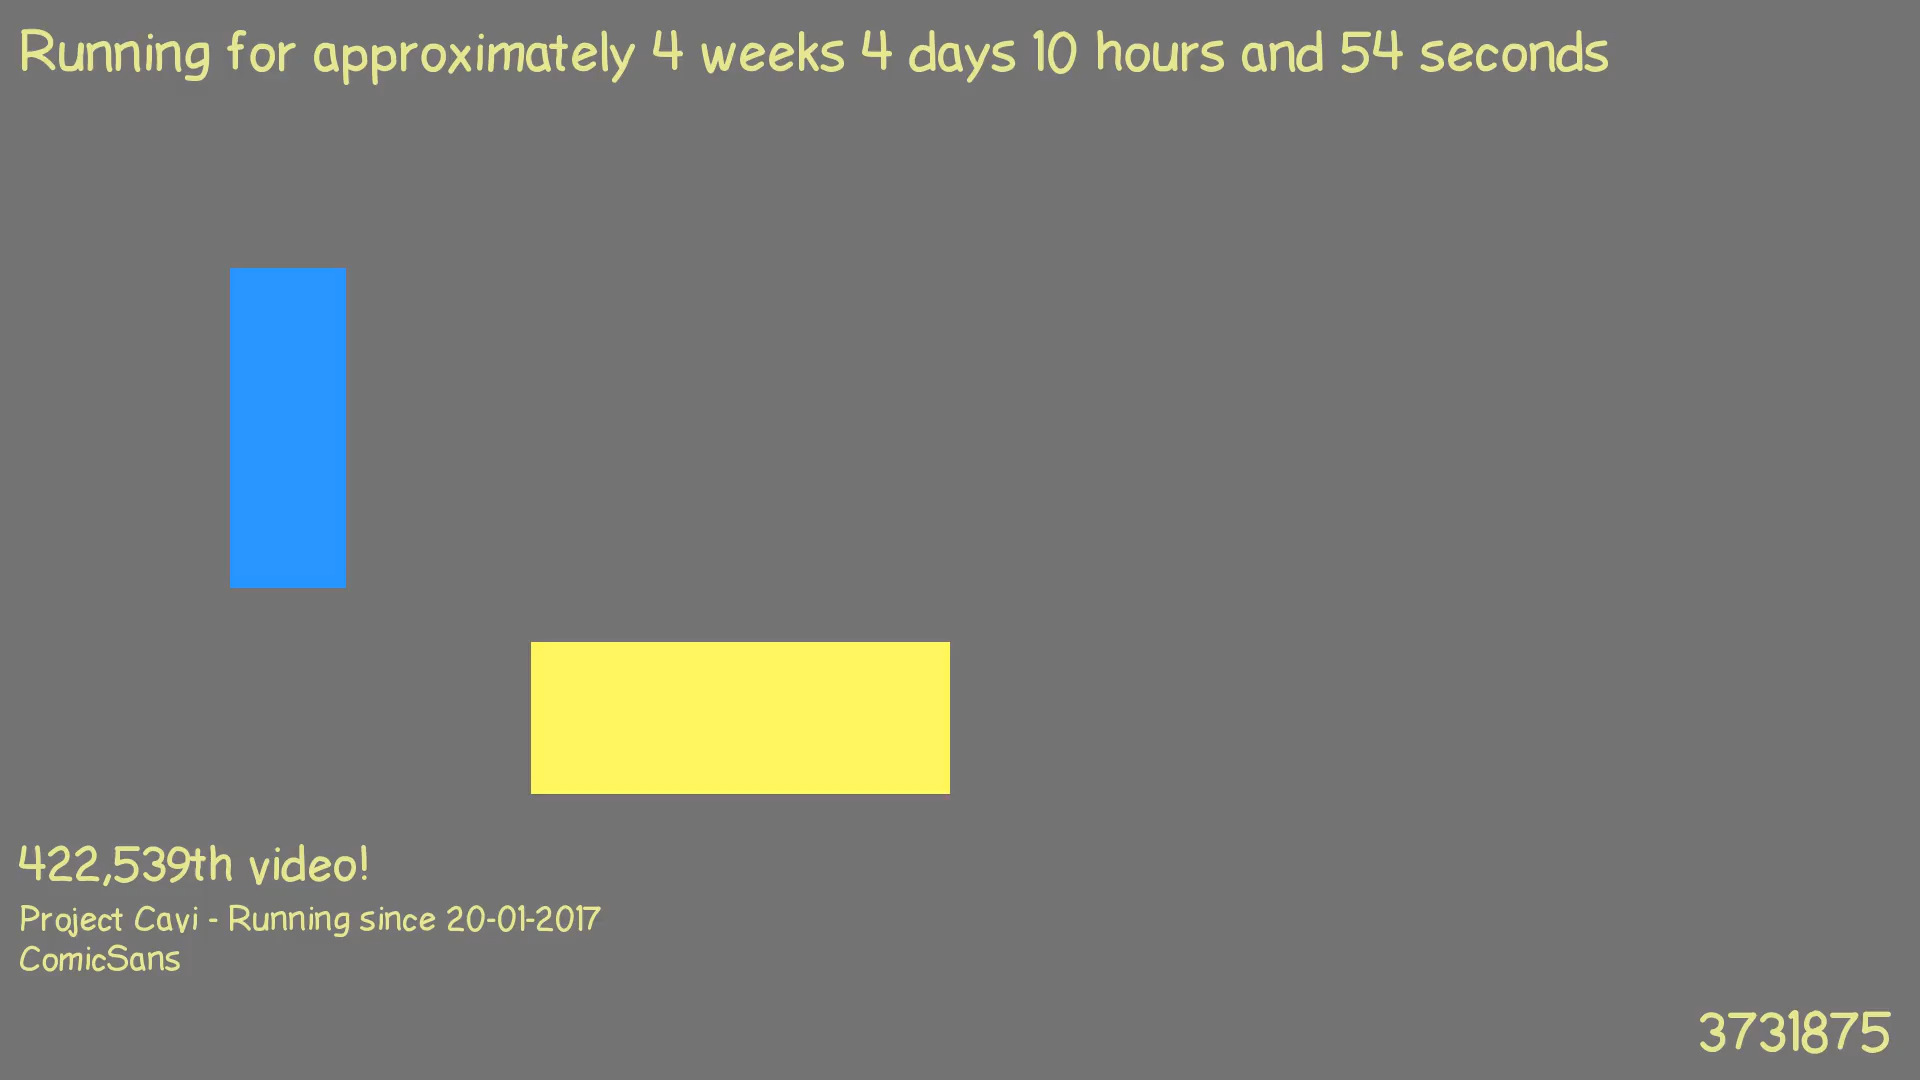 Running for approximately 4 weeks 4 days 10 hours and 54 seconds
422,539th video!
Project Cavi - Running since 20-01-2017
ComicSans
3731875